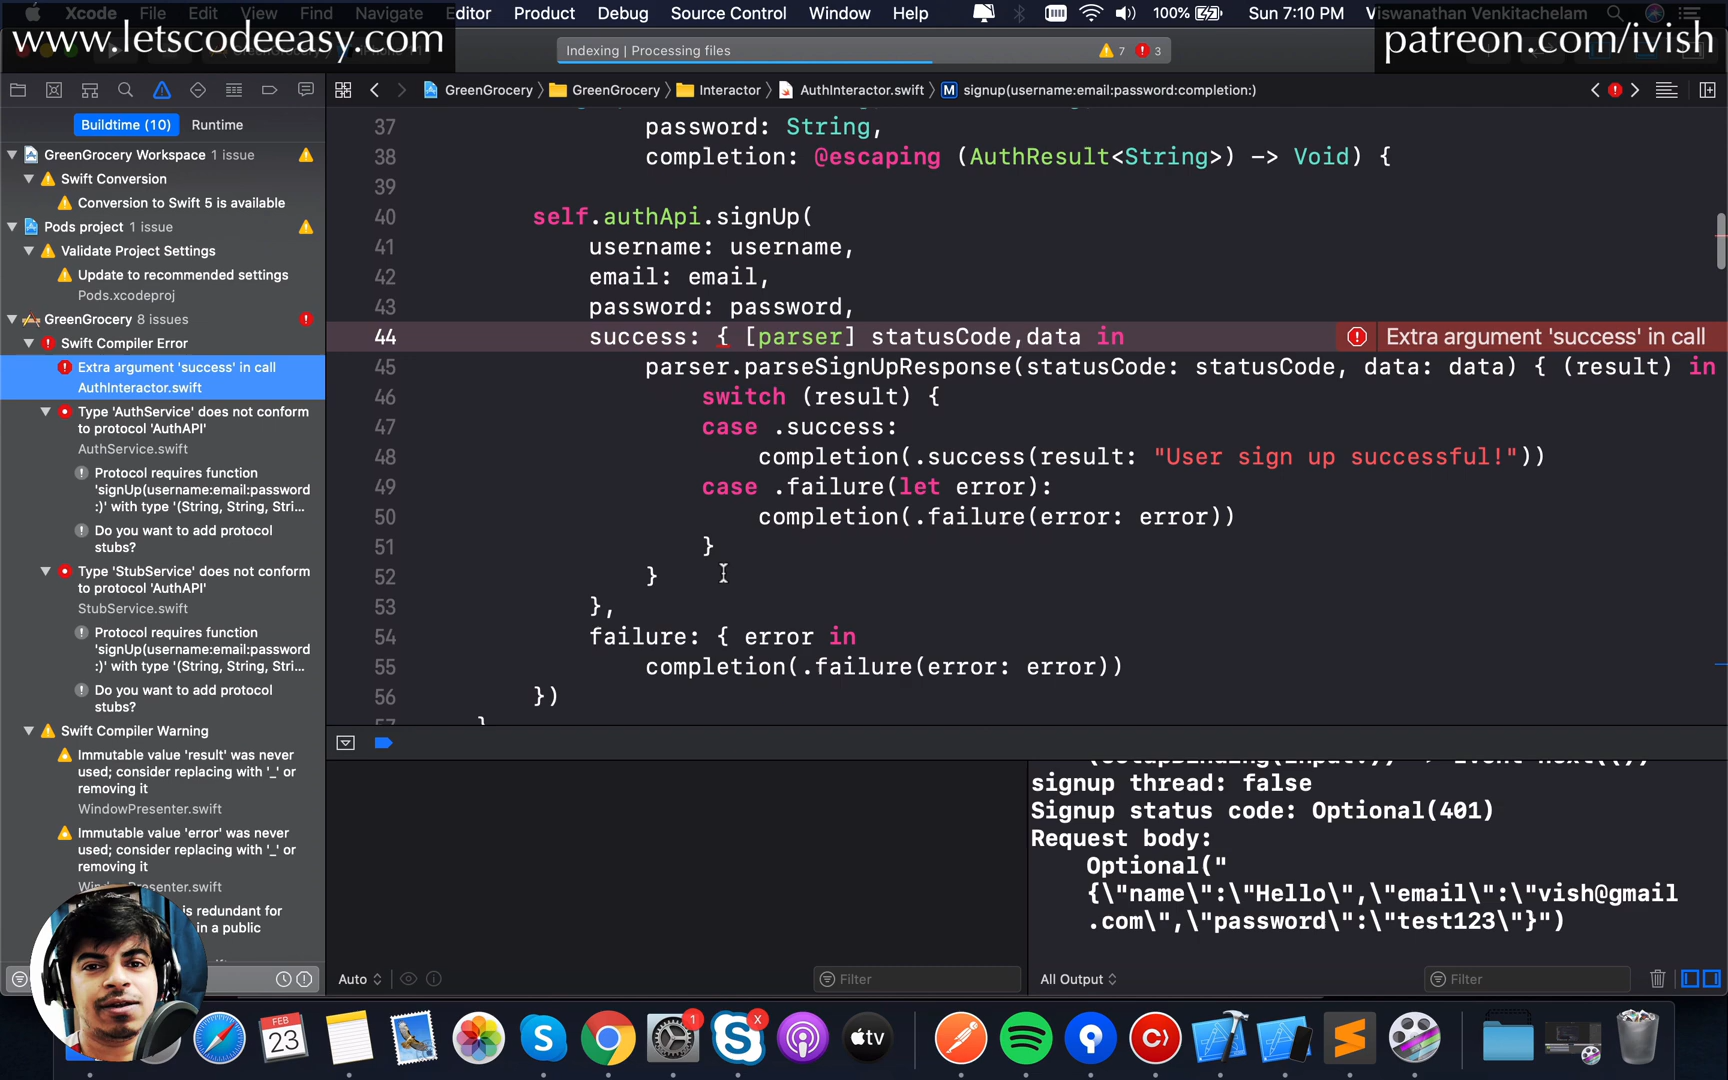 Xcode File Edit View Find Navigate Editor Product Debug Source Control Window Help 100% Sun 7:10 PM Viswanathan Venkitachelam
www.letscodeeasy.com
patreon.com/ivish
Indexing | Processing files 7 3
GreenGrocery GreenGrocery Interactor AuthInteractor.swift M signup(username:email:password:completion:)
Buildtime (10) Runtime
GreenGrocery Workspace 1 issue
Swift Conversion
Conversion to Swift 5 is available
Pods project 1 issue
Validate Project Settings
Update to recommended settings
Pods.xcodeproj
GreenGrocery 8 issues
Swift Compiler Error
Extra argument 'success' in call
AuthInteractor.swift
Type 'AuthService' does not conform
to protocol 'AuthAPI'
AuthService.swift
Protocol requires function
'signUp(username:email:password
:)' with type '(String, String, Stri...
Do you want to add protocol
stubs?
Type 'StubService' does not conform
to protocol 'AuthAPI'
StubService.swift
Protocol requires function
'signUp(username:email:password
:)' with type '(String, String, Stri...
Do you want to add protocol
stubs?
Swift Compiler Warning
Immutable value 'result' was never
used; consider replacing with '_' or
removing it
WindowPresenter.swift
Immutable value 'error' was never
used; consider replacing with '_' or
removing it
is redundant for
in a public
37 password: String,
38 completion: @escaping (AuthResult<String>) -> Void) {
39
40 self.authApi.signUp(
41 username: username,
42 email: email,
43 password: password,
44 success: { [parser] statusCode,data in Extra argument 'success' in call
45 parser.parseSignUpResponse(statusCode: statusCode, data: data) { (result) in
46 switch (result) {
47 case .success:
48 completion(.success(result: "User sign up successful!"))
49 case .failure(let error):
50 completion(.failure(error: error))
51 }
52 }
53 },
54 failure: { error in
55 completion(.failure(error: error))
56 })
57 }
signup thread: false
Signup status code: Optional(401)
Request body:
Optional("
{\"name\":\"Hello\",\"email\":\"vish@gmail
.com\",\"password\":\"test123\"}")
Auto Filter All Output Filter
FEB
23
1
X
tv